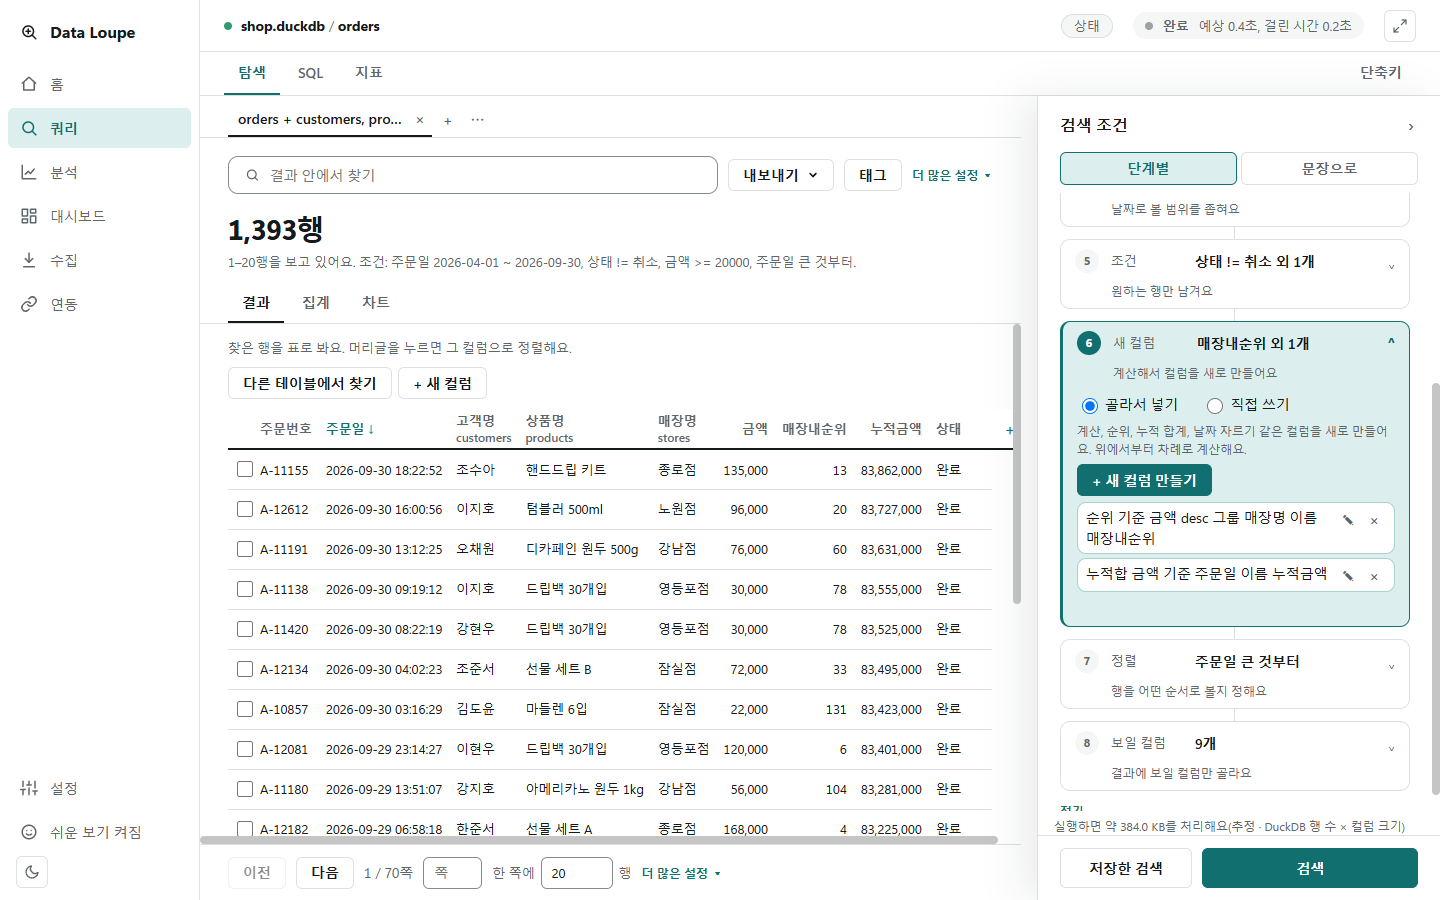 Data Loupe
홈
쿼리
분석
대시보드
수집
연동
설정
쉬운 보기 켜짐
shop.duckdb / orders
상태
완료 예상 0.4초, 걸린 시간 0.2초
탐색 SQL 지표
단축키
orders + customers, pro... × + ⋯
결과 안에서 찾기
내보내기
태그
더 많은 설정
1,393행
1–20행을 보고 있어요. 조건: 주문일 2026-04-01 ~ 2026-09-30, 상태 != 취소, 금액 >= 20000, 주문일 큰 것부터.
결과 집계 차트
찾은 행을 표로 봐요. 머리글을 누르면 그 컬럼으로 정렬해요.
다른 테이블에서 찾기
+ 새 컬럼
주문번호 주문일 ↓ 고객명 customers 상품명 products 매장명 stores 금액 매장내순위 누적금액 상태 +
A-11155 2026-09-30 18:22:52 조수아 핸드드립 키트 종로점 135,000 13 83,862,000 완료
A-12612 2026-09-30 16:00:56 이지호 텀블러 500ml 노원점 96,000 20 83,727,000 완료
A-11191 2026-09-30 13:12:25 오채원 디카페인 원두 500g 강남점 76,000 60 83,631,000 완료
A-11138 2026-09-30 09:19:12 이지호 드립백 30개입 영등포점 30,000 78 83,555,000 완료
A-11420 2026-09-30 08:22:19 강현우 드립백 30개입 영등포점 30,000 78 83,525,000 완료
A-12134 2026-09-30 04:02:23 조준서 선물 세트 B 잠실점 72,000 33 83,495,000 완료
A-10857 2026-09-30 03:16:29 김도윤 마들렌 6입 잠실점 22,000 131 83,423,000 완료
A-12081 2026-09-29 23:14:27 이현우 드립백 30개입 영등포점 120,000 6 83,401,000 완료
A-11180 2026-09-29 13:51:07 강지호 아메리카노 원두 1kg 강남점 56,000 104 83,281,000 완료
A-12182 2026-09-29 06:58:18 한준서 선물 세트 A 종로점 168,000 4 83,225,000 완료
이전 다음 1 / 70쪽 쪽 한 쪽에 20 행 더 많은 설정
검색 조건
단계별 문장으로
날짜로 볼 범위를 좁혀요
5 조건 상태 != 취소 외 1개
원하는 행만 남겨요
6 새 컬럼 매장내순위 외 1개
계산해서 컬럼을 새로 만들어요
골라서 넣기 직접 쓰기
계산, 순위, 누적 합계, 날짜 자르기 같은 컬럼을 새로 만들어
요. 위에서부터 차례로 계산해요.
+ 새 컬럼 만들기
순위 기준 금액 desc 그룹 매장명 이름
매장내순위
×
누적합 금액 기준 주문일 이름 누적금액 ×
7 정렬 주문일 큰 것부터
행을 어떤 순서로 볼지 정해요
8 보일 컬럼 9개
결과에 보일 컬럼만 골라요
실행하면 약 384.0 KB를 처리해요(추정 · DuckDB 행 수 × 컬럼 크기)
저장한 검색
검색